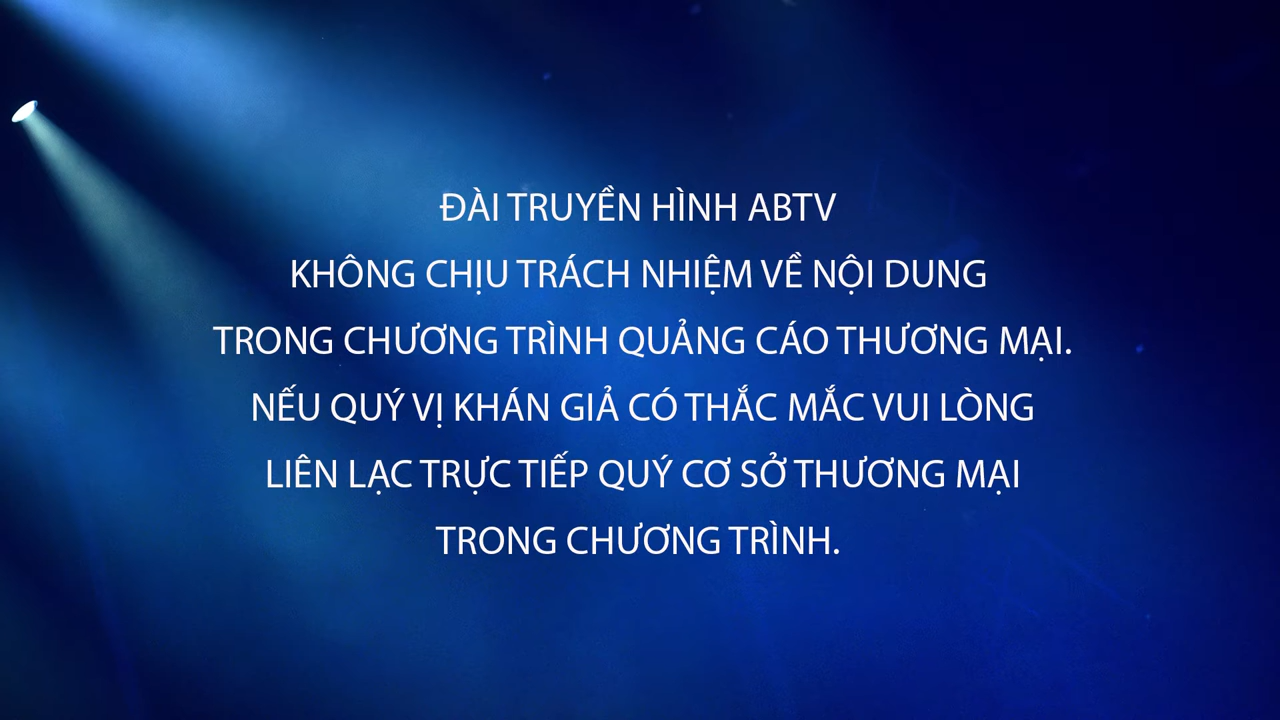 ĐÀI TRUYỀN HÌNH ABTV
KHÔNG CHỊU TRÁCH NHIỆM VỀ NỘI DUNG
TRONG CHƯƠNG TRÌNH QUẢNG CÁO THƯƠNG MẠI.
NẾU QUÝ VỊ KHÁN GIẢ CÓ THẮC MẮC VUI LÒNG
LIÊN LẠC TRỰC TIẾP QUÝ CƠ SỞ THƯƠNG MẠI
TRONG CHƯƠNG TRÌNH.